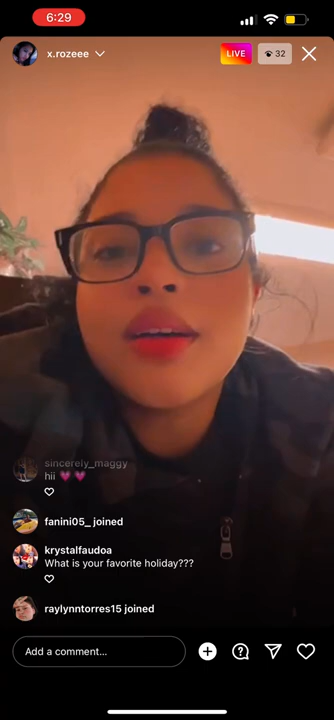 6:29
x.rozeee
LIVE
32
sincerely_maggy
hii 💗 💗
fanini05_ joined
krystalfaudoa
What is your favorite holiday???
raylynntorres15 joined
Add a comment...